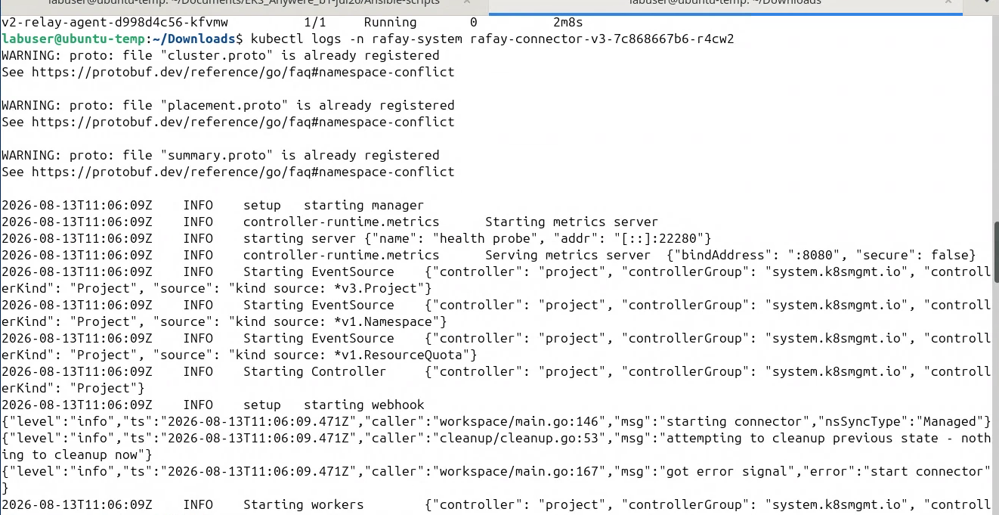 labuser@ubuntu-temp: ~/Documents/EKS_Anywere_b1-jul26/Ansible-scripts × labuser@ubuntu-temp: ~/Downloads ×
v2-relay-agent-d998d4c56-kfvmw 1/1 Running 0 2m8s
labuser@ubuntu-temp:~/Downloads$ kubectl logs -n rafay-system rafay-connector-v3-7c868667b6-r4cw2
WARNING: proto: file "cluster.proto" is already registered
See https://protobuf.dev/reference/go/faq#namespace-conflict
WARNING: proto: file "placement.proto" is already registered
See https://protobuf.dev/reference/go/faq#namespace-conflict
WARNING: proto: file "summary.proto" is already registered
See https://protobuf.dev/reference/go/faq#namespace-conflict
2026-08-13T11:06:09Z INFO setup starting manager
2026-08-13T11:06:09Z INFO controller-runtime.metrics Starting metrics server
2026-08-13T11:06:09Z INFO starting server {"name": "health probe", "addr": "[::]:22280"}
2026-08-13T11:06:09Z INFO controller-runtime.metrics Serving metrics server {"bindAddress": ":8080", "secure": false}
2026-08-13T11:06:09Z INFO Starting EventSource {"controller": "project", "controllerGroup": "system.k8smgmt.io", "controll
erKind": "Project", "source": "kind source: *v3.Project"}
2026-08-13T11:06:09Z INFO Starting EventSource {"controller": "project", "controllerGroup": "system.k8smgmt.io", "controll
erKind": "Project", "source": "kind source: *v1.Namespace"}
2026-08-13T11:06:09Z INFO Starting EventSource {"controller": "project", "controllerGroup": "system.k8smgmt.io", "controll
erKind": "Project", "source": "kind source: *v1.ResourceQuota"}
2026-08-13T11:06:09Z INFO Starting Controller {"controller": "project", "controllerGroup": "system.k8smgmt.io", "controll
erKind": "Project"}
2026-08-13T11:06:09Z INFO setup starting webhook
{"level":"info","ts":"2026-08-13T11:06:09.471Z","caller":"workspace/main.go:146","msg":"starting connector","nsSyncType":"Managed"}
{"level":"info","ts":"2026-08-13T11:06:09.471Z","caller":"cleanup/cleanup.go:53","msg":"attempting to cleanup previous state - noth
ing to cleanup now"}
{"level":"info","ts":"2026-08-13T11:06:09.471Z","caller":"workspace/main.go:167","msg":"got error signal","error":"start connector"
}
2026-08-13T11:06:09Z INFO Starting workers {"controller": "project", "controllerGroup": "system.k8smgmt.io", "controll